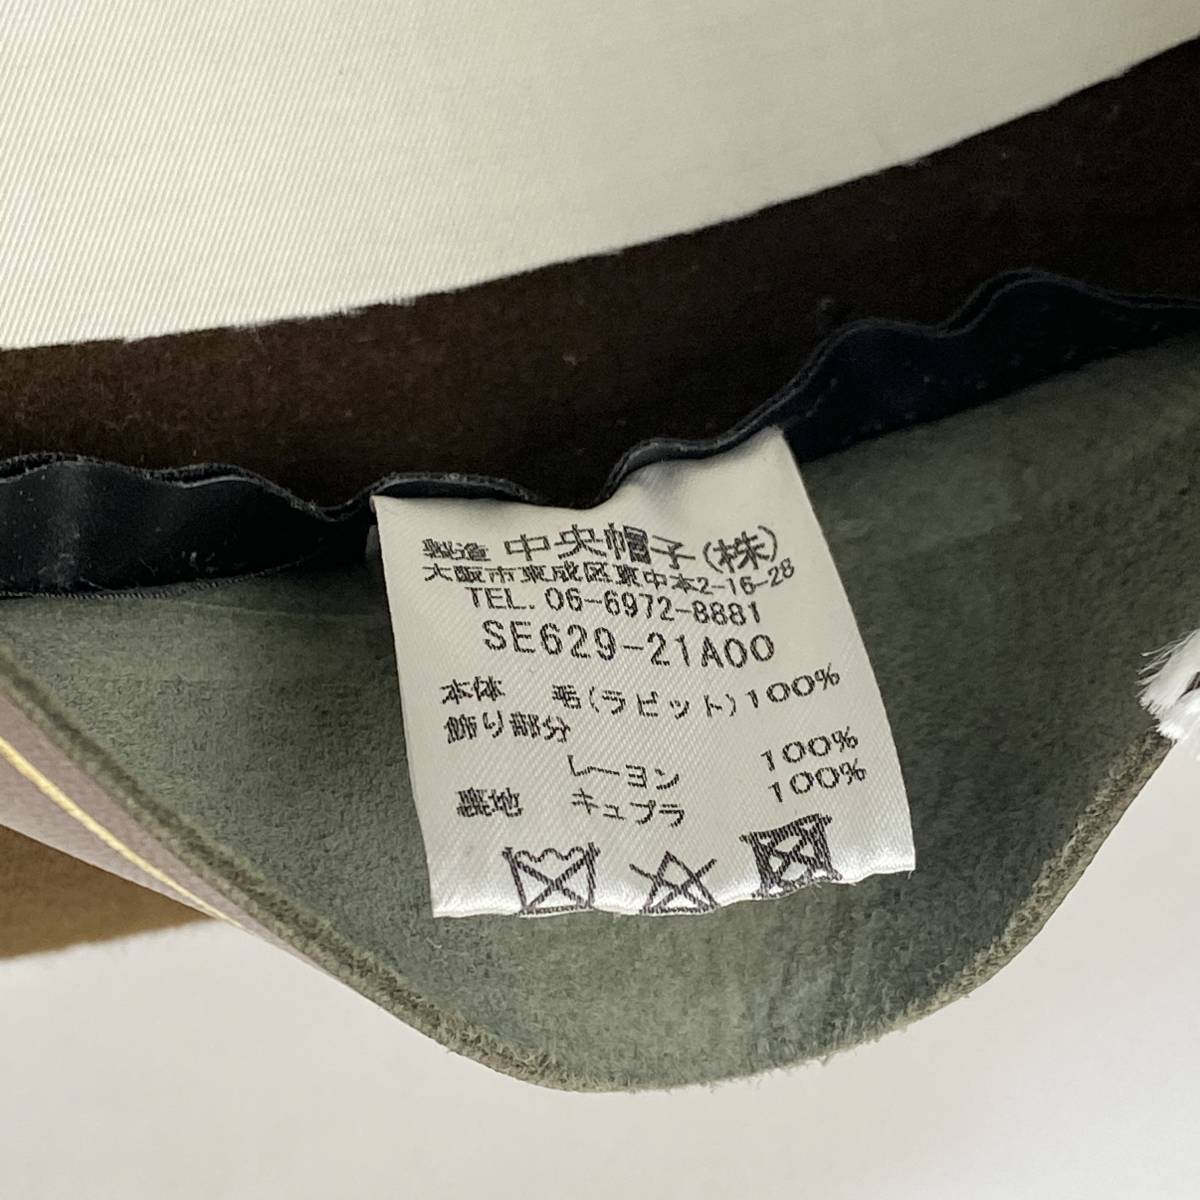 製造 中央帽子(株)
大阪市東成区東中本2-16-28
TEL. 06-6972-8881
SE629-21A00
本体 毛(ラビット)100%
飾り部分
レーヨン 100%
裏地 キュプラ 100%